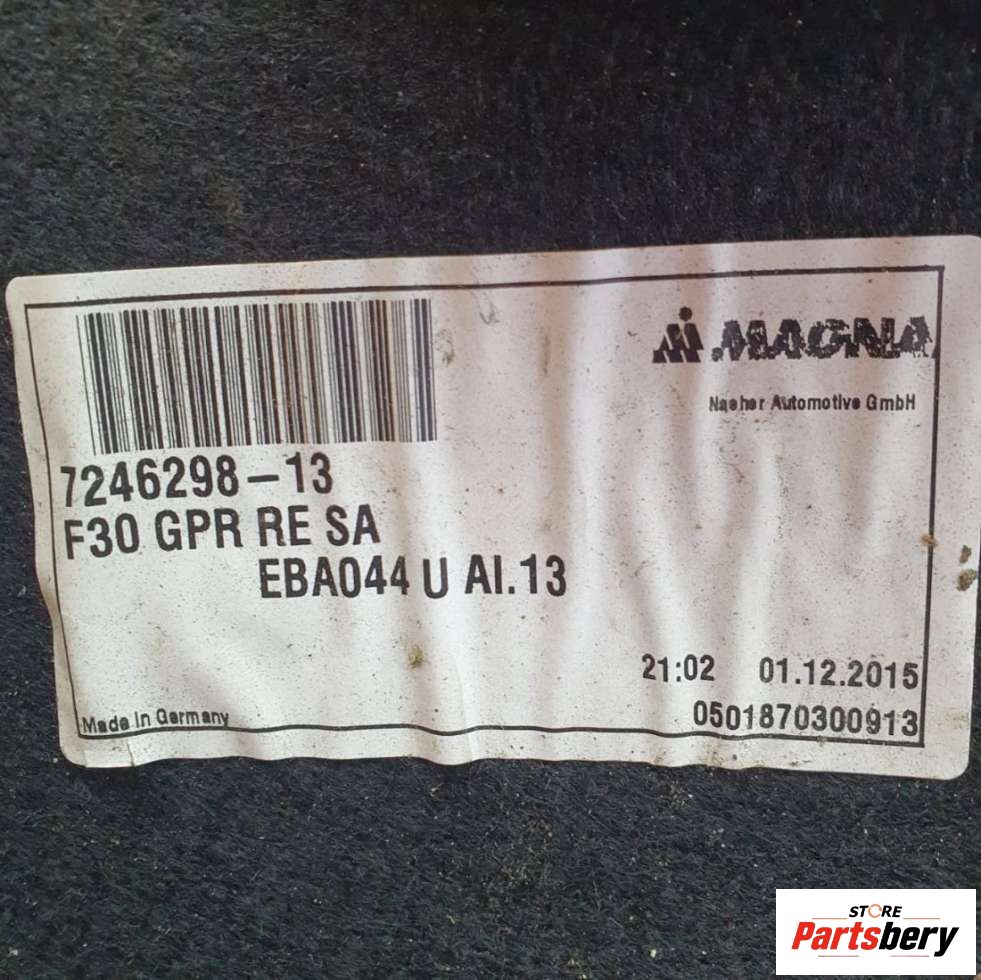 MAGNA
Naeher Automotive GmbH
7246298-13
F30 GPR RE SA
EBA044 U AI.13
21:02 01.12.2015
Made in Germany
0501870300913
STORE
Partsbery